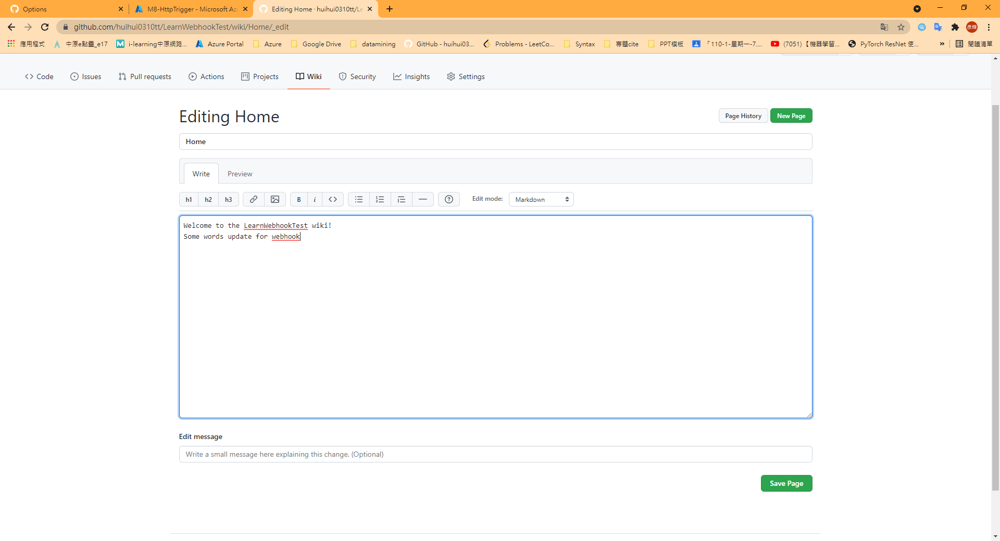 Options
M8-HttpTrigger - Microsoft Az
Editing Home · huihui0310tt/Le
github.com/huihui0310tt/LearnWebhookTest/wiki/Home/_edit
彥輝
應用程式
中原e點靈_e17
i-learning中原網路...
Azure Portal
Azure
Google Drive
datamining
GitHub - huihui03...
Problems - LeetCo...
Syntax
專題cite
PPT模板
「110-1-星期一-7....
(7051)【機器學習...
PyTorch ResNet 使...
»
閱讀清單
Code
Issues
Pull requests
Actions
Projects
Wiki
Security
Insights
Settings
Editing Home
Page History
New Page
Home
Write
Preview
h1 h2 h3 B i Edit mode: Markdown
Welcome to the LearnWebhookTest wiki!
Some words update for webhook
Edit message
Write a small message here explaining this change. (Optional)
Save Page